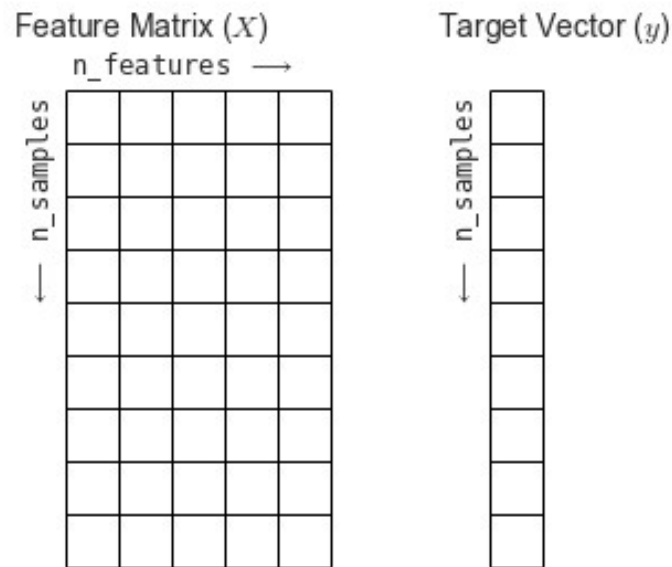 Feature Matrix (X)
n_features ⟶
← n_samples
Target Vector (y)
← n_samples